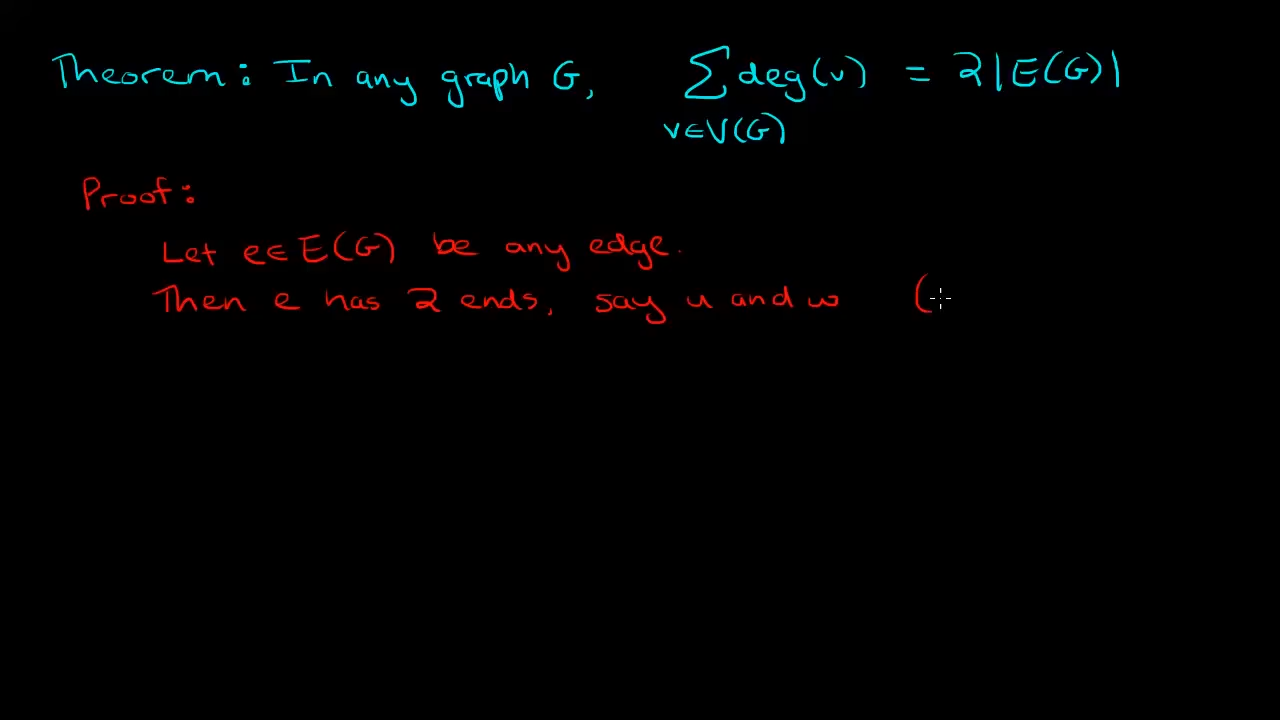 Theorem: In any graph G, ∑ deg(v) = 2|E(G)|
v∈V(G)
Proof:
Let e∈E(G) be any edge.
Then e has 2 ends, say u and w (